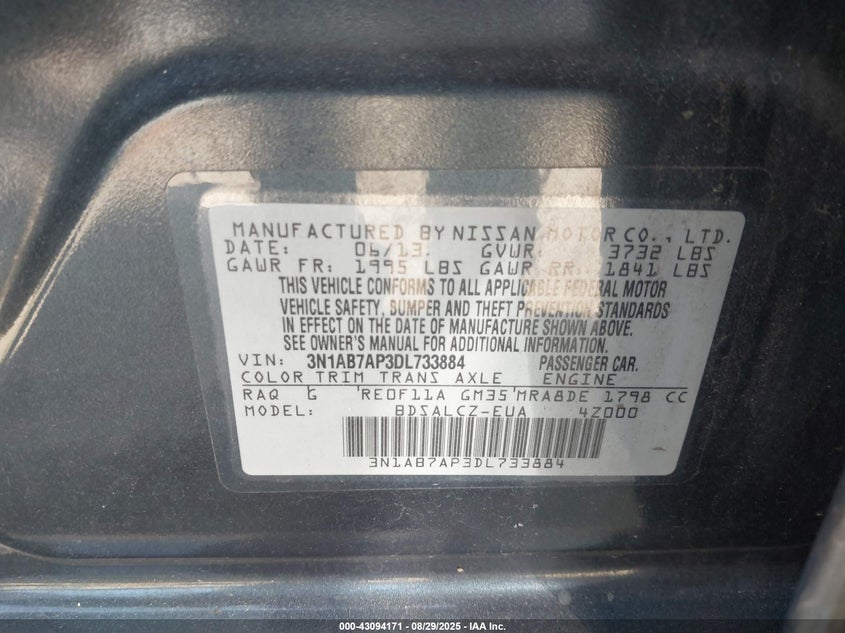 MANUFACTURED BY NISSAN MOTOR CO., LTD.
DATE: 06/13 GVWR: 3732 LBS
GAWR FR: 1995 LBS GAWR RR: 1841 LBS
THIS VEHICLE CONFORMS TO ALL APPLICABLE FEDERAL MOTOR
VEHICLE SAFETY, BUMPER AND THEFT PREVENTION STANDARDS
IN EFFECT ON THE DATE OF MANUFACTURE SHOWN ABOVE.
SEE OWNER'S MANUAL FOR ADDITIONAL INFORMATION.
VIN: 3N1AB7AP3DL733884 PASSENGER CAR.
COLOR TRIM TRANS AXLE ENGINE
RAQ G RE0F11A GM35 MRA8DE 1798 CC
MODEL: BDSALCZ-EUA 4Z000
3N1AB7AP3DL733884
000-43094171 - 08/29/2025 - IAA Inc.